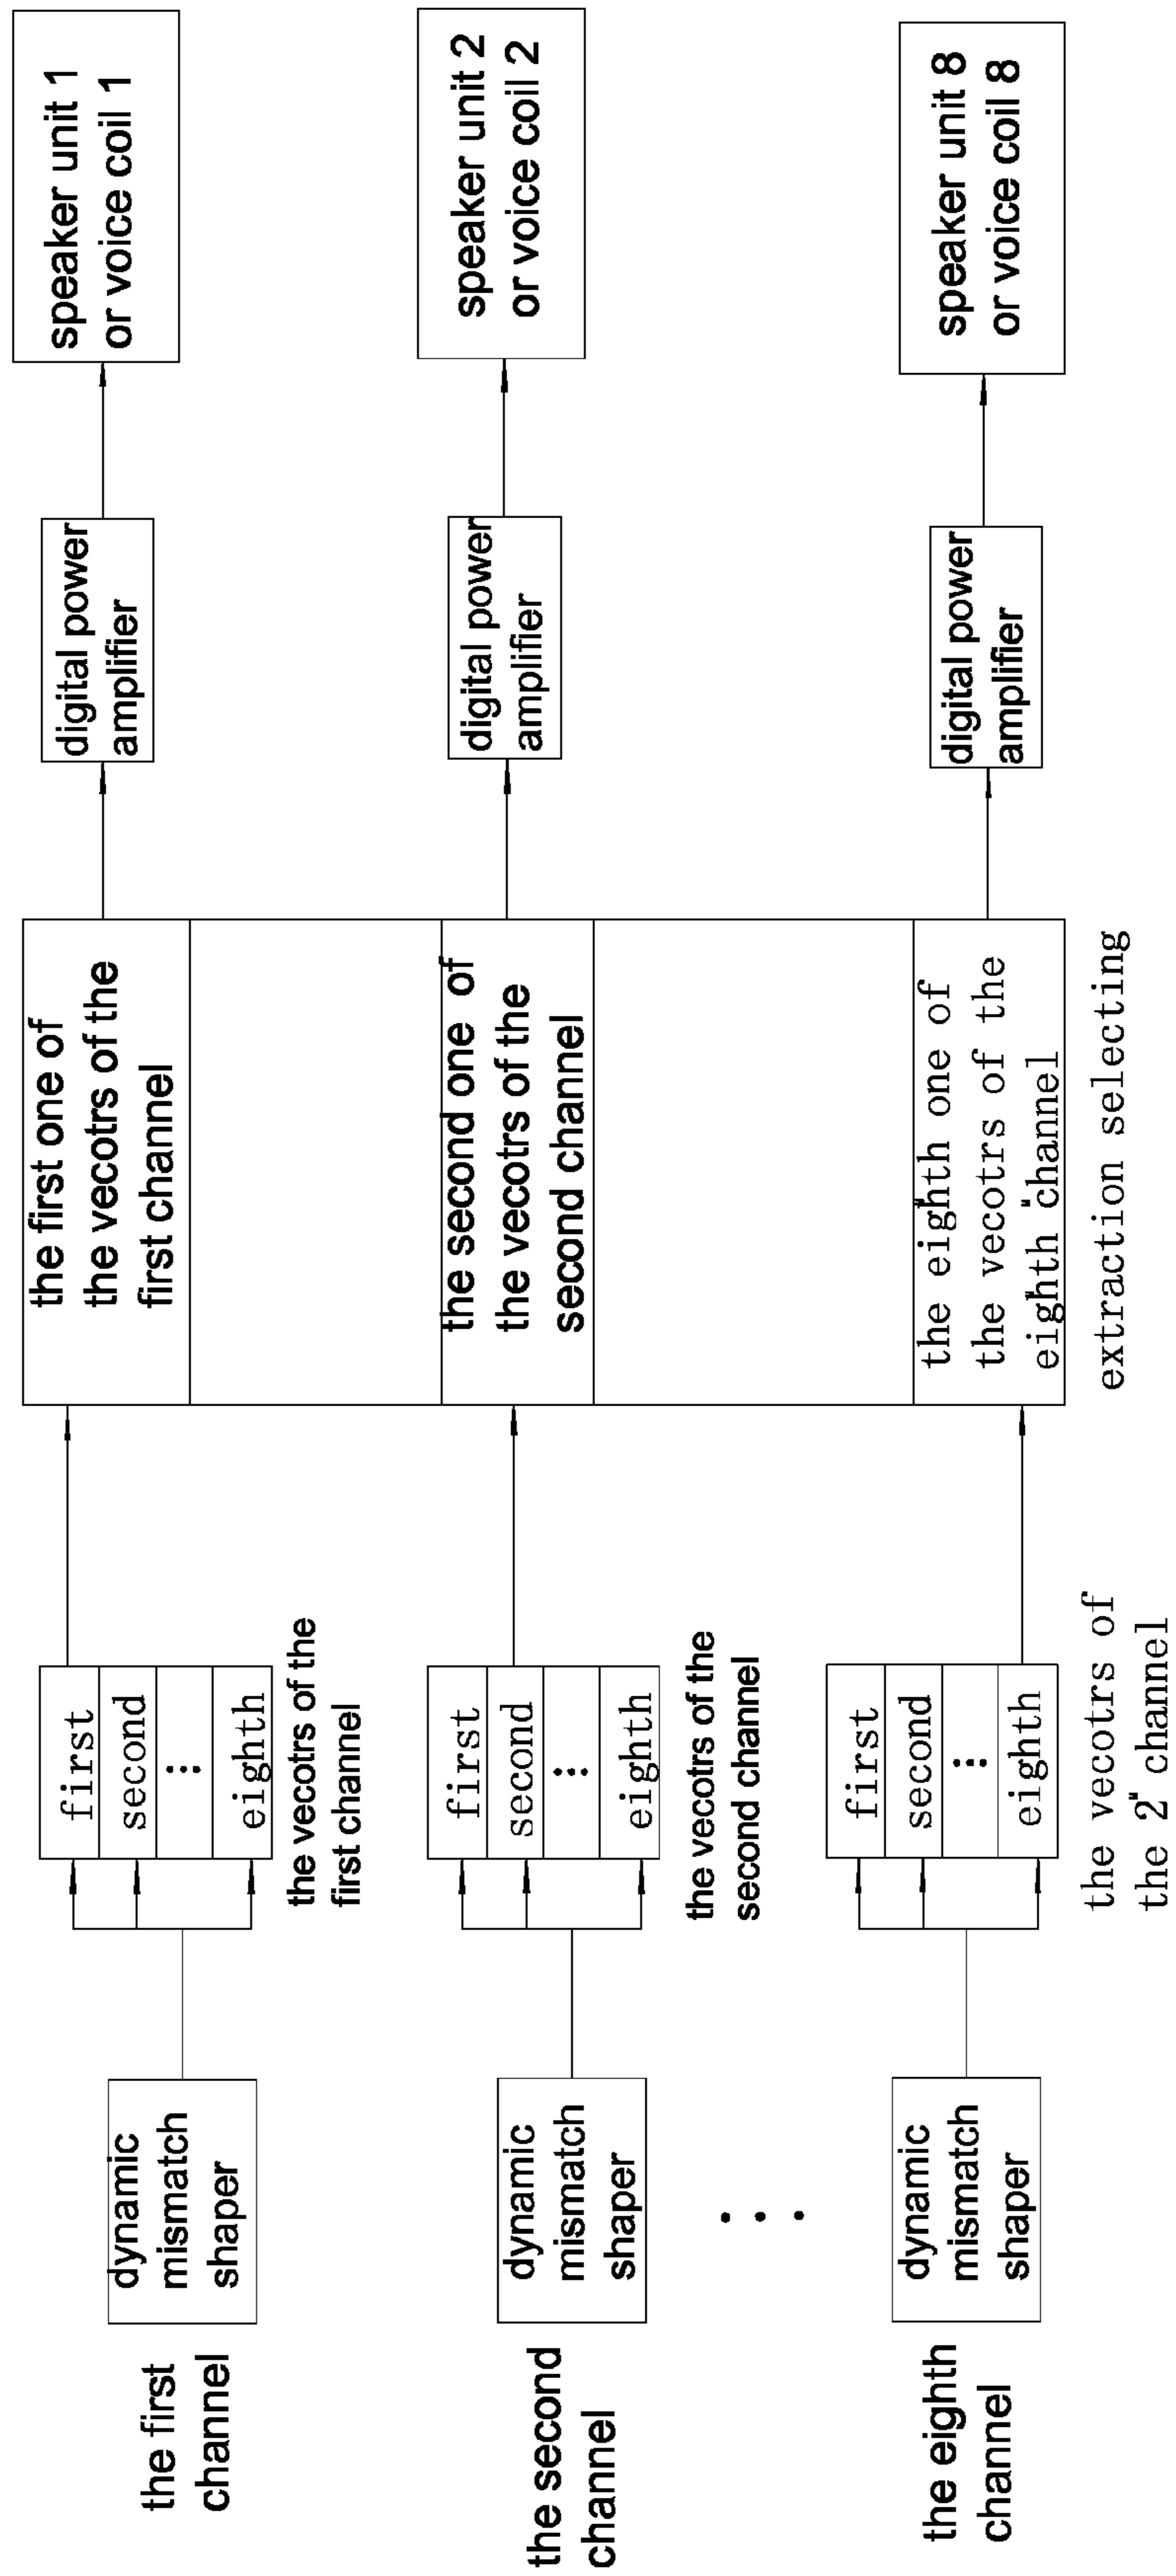 the first
channel
dynamic
mismatch
shaper
first
second
eighth
the vecotrs of the
first channel
the first one of
the vecotrs of the
first channel
digital power
amplifier
speaker unit 1
or voice coil 1
the second
channel
dynamic
mismatch
shaper
first
second
eighth
the vecotrs of the
second channel
the second one of
the vecotrs of the
second channel
digital power
amplifier
speaker unit 2
or voice coil 2
the eighth
channel
dynamic
mismatch
shaper
first
second
eighth
the vecotrs of
the 2" channel
the eighth one of
the vecotrs of the
eighth channel
extraction selecting
digital power
amplifier
speaker unit 8
or voice coil 8